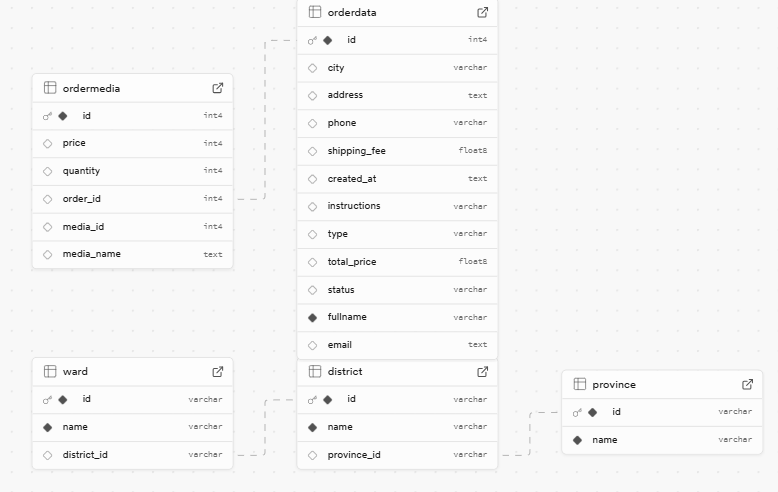 orderdata
id int4
city varchar
address text
phone varchar
shipping_fee float8
created_at text
instructions varchar
type varchar
total_price float8
status varchar
fullname varchar
email text
ordermedia
id int4
price int4
quantity int4
order_id int4
media_id int4
media_name text
ward
id varchar
name varchar
district_id varchar
district
id varchar
name varchar
province_id varchar
province
id varchar
name varchar